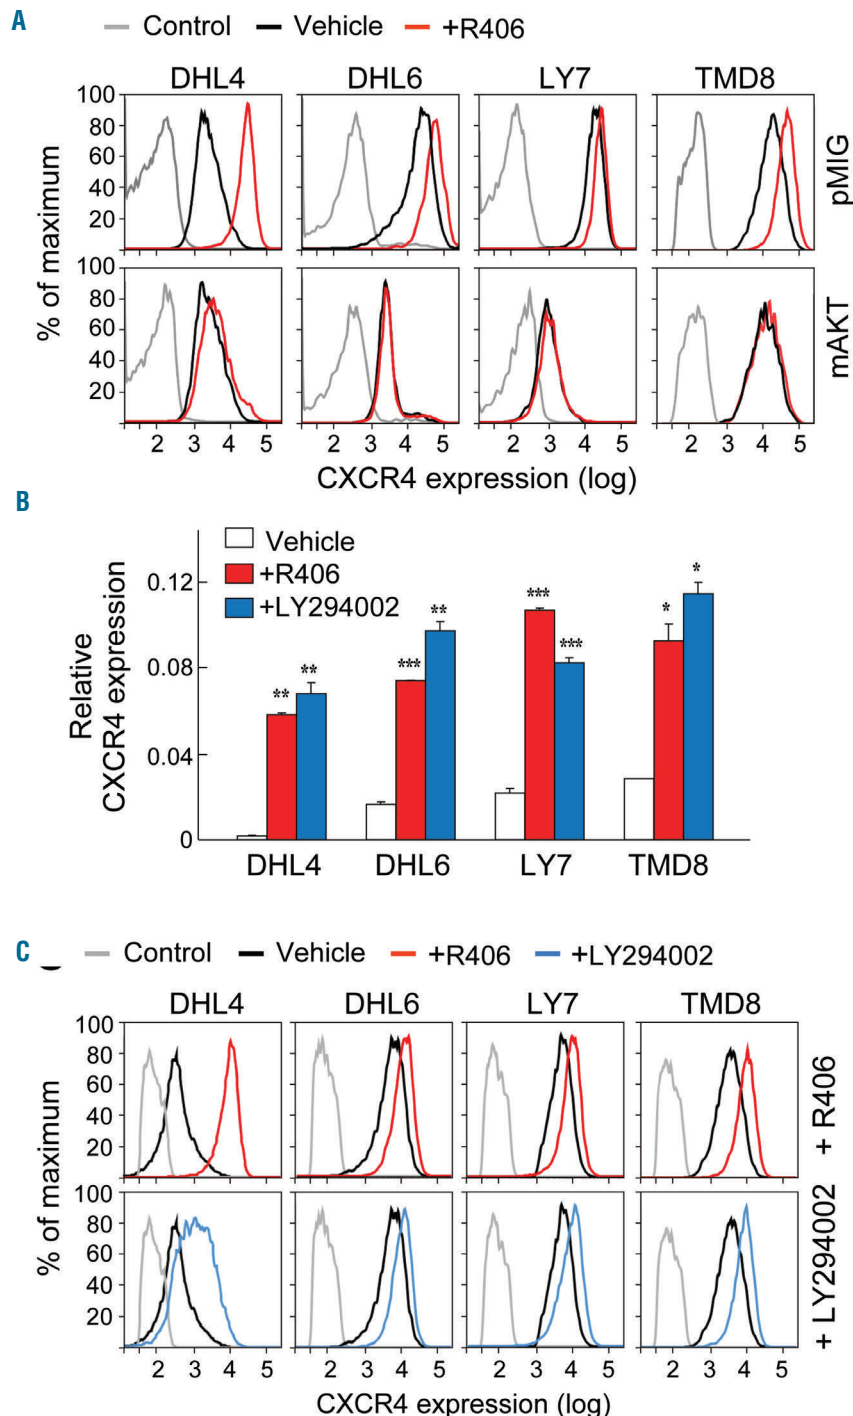 A
Control Vehicle +R406
DHL4 DHL6 LY7 TMD8
100
80
60
40
20
% of maximum
pMIG
100
80
60
40
20
mAKT
2 3 4 5 2 3 4 5 2 3 4 5 2 3 4 5
CXCR4 expression (log)
B
Vehicle
+R406
+LY294002
Relative
CXCR4 expression
0.12
0.08
0.04
0
** ** *** ** *** *** * *
DHL4 DHL6 LY7 TMD8
C
Control Vehicle +R406 +LY294002
DHL4 DHL6 LY7 TMD8
100
80
60
40
20
% of maximum
+ R406
100
80
60
40
20
% of maximum
+ LY294002
2 3 4 5 2 3 4 5 2 3 4 5 2 3 4 5
CXCR4 expression (log)